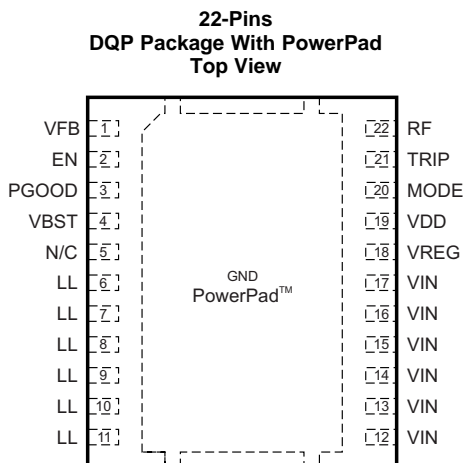 22-Pins
DQP Package With PowerPad
Top View
VFB 1 22 RF
EN 2 21 TRIP
PGOOD 3 20 MODE
VBST 4 19 VDD
N/C 5 18 VREG
LL 6 GND 17 VIN
PowerPad™
LL 7 16 VIN
LL 8 15 VIN
LL 9 14 VIN
LL 10 13 VIN
LL 11 12 VIN